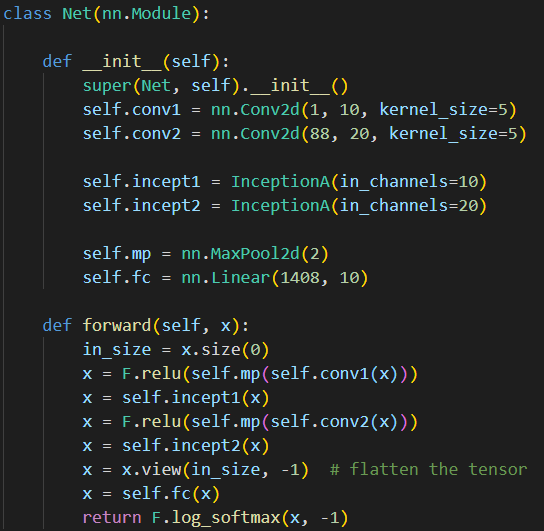 class Net(nn.Module):
def __init__(self):
super(Net, self).__init__()
self.conv1 = nn.Conv2d(1, 10, kernel_size=5)
self.conv2 = nn.Conv2d(88, 20, kernel_size=5)
self.incept1 = InceptionA(in_channels=10)
self.incept2 = InceptionA(in_channels=20)
self.mp = nn.MaxPool2d(2)
self.fc = nn.Linear(1408, 10)
def forward(self, x):
in_size = x.size(0)
x = F.relu(self.mp(self.conv1(x)))
x = self.incept1(x)
x = F.relu(self.mp(self.conv2(x)))
x = self.incept2(x)
x = x.view(in_size, -1)  # flatten the tensor
x = self.fc(x)
return F.log_softmax(x, -1)